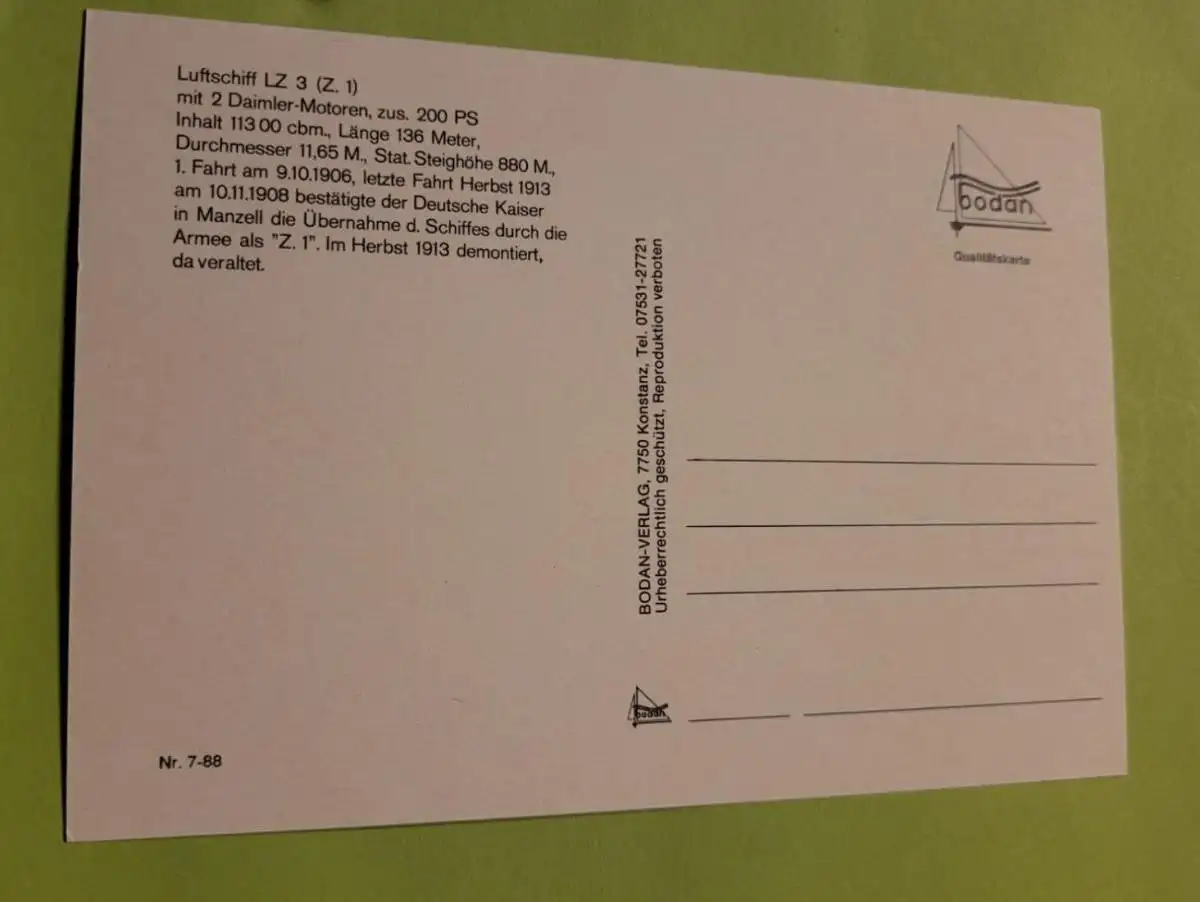 Luftschiff LZ 3 (Z. 1)
mit 2 Daimler-Motoren, zus. 200 PS
Inhalt 113 00 cbm., Länge 136 Meter,
Durchmesser 11,65 M., Stat. Steighöhe 880 M.,
1. Fahrt am 9.10.1906, letzte Fahrt Herbst 1913
am 10.11.1908 bestätigte der Deutsche Kaiser
in Manzell die Übernahme d. Schiffes durch die
Armee als "Z. 1". Im Herbst 1913 demontiert,
da veraltet.
Nr. 7-88
BODAN-VERLAG, 7750 Konstanz, Tel. 07531-27721
Urheberrechtlich geschützt, Reproduktion verboten
bodan
bodan
Qualitätskarte